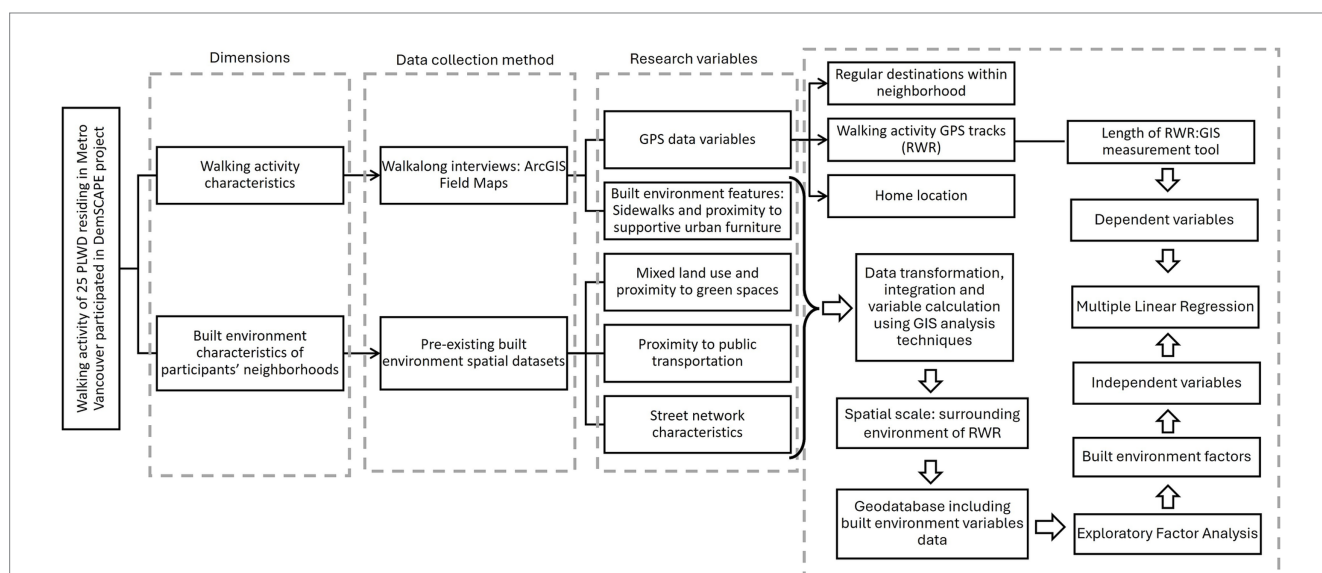 Dimensions
Data collection method
Research variables
Walking activity of 25 PLWD residing in Metro
Vancouver participated in DemSCAPE project
Walking activity
characteristics
Built environment
characteristics of
participants' neighborhoods
Walkalong interviews: ArcGIS
Field Maps
Pre-existing built
environment spatial datasets
GPS data variables
Built environment features:
Sidewalks and proximity to
supportive urban furniture
Mixed land use and
proximity to green spaces
Proximity to public
transportation
Street network
characteristics
Regular destinations within
neighborhood
Walking activity GPS tracks
(RWR)
Home location
Data transformation,
integration and
variable calculation
using GIS analysis
techniques
Spatial scale: surrounding
environment of RWR
Geodatabase including
built environment variables
data
Length of RWR:GIS
measurement tool
Dependent variables
Multiple Linear Regression
Independent variables
Built environment factors
Exploratory Factor Analysis